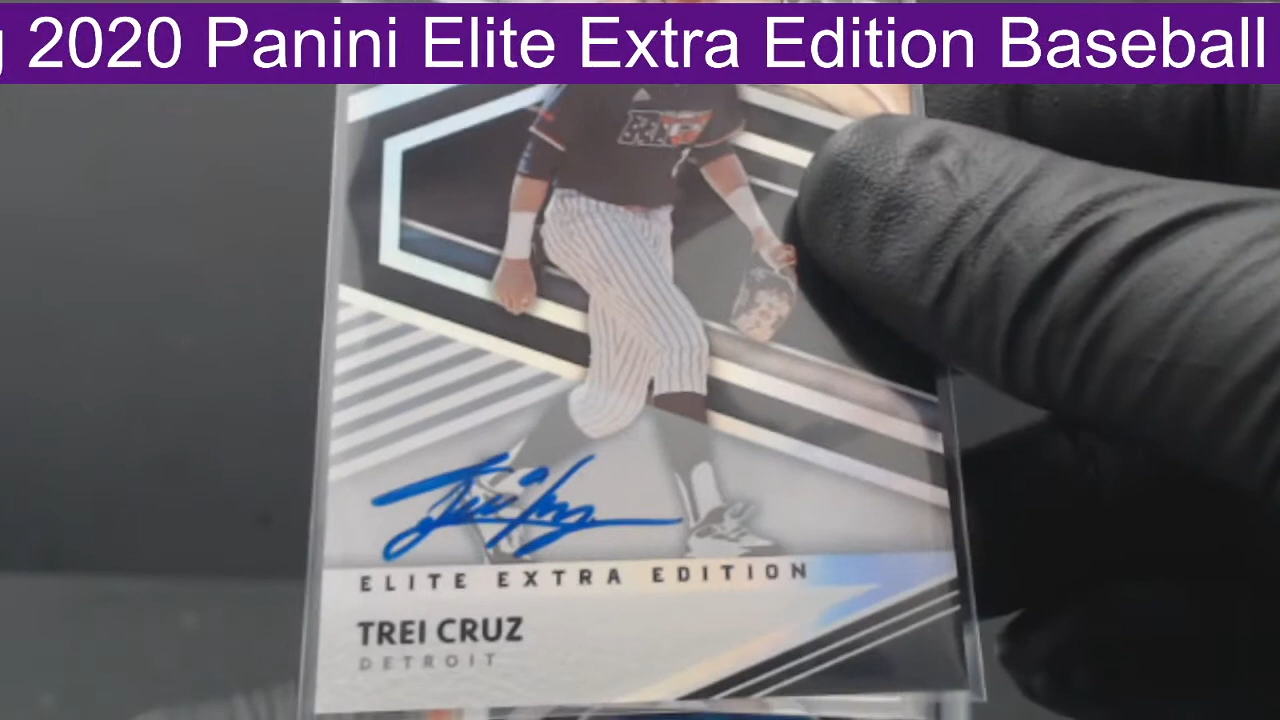 2020 Panini Elite Extra Edition Baseball
ELITE EXTRA EDITION
TREI CRUZ
DETROIT